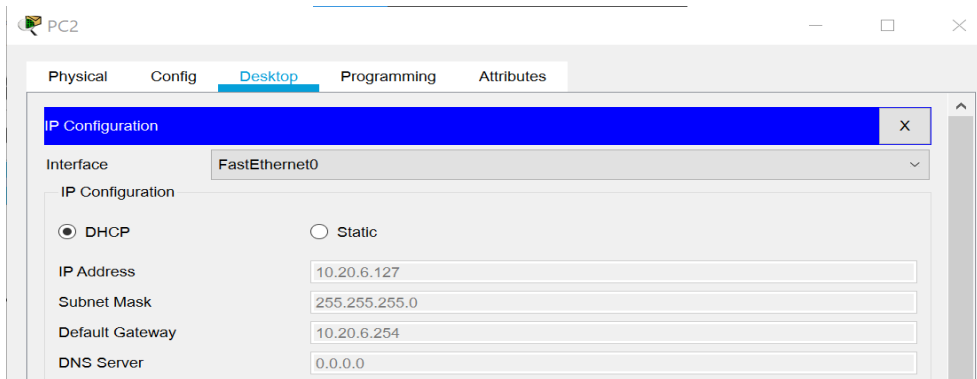 PC2
Physical Config Desktop Programming Attributes
IP Configuration X
Interface FastEthernet0
IP Configuration
DHCP Static
IP Address 10.20.6.127
Subnet Mask 255.255.255.0
Default Gateway 10.20.6.254
DNS Server 0.0.0.0